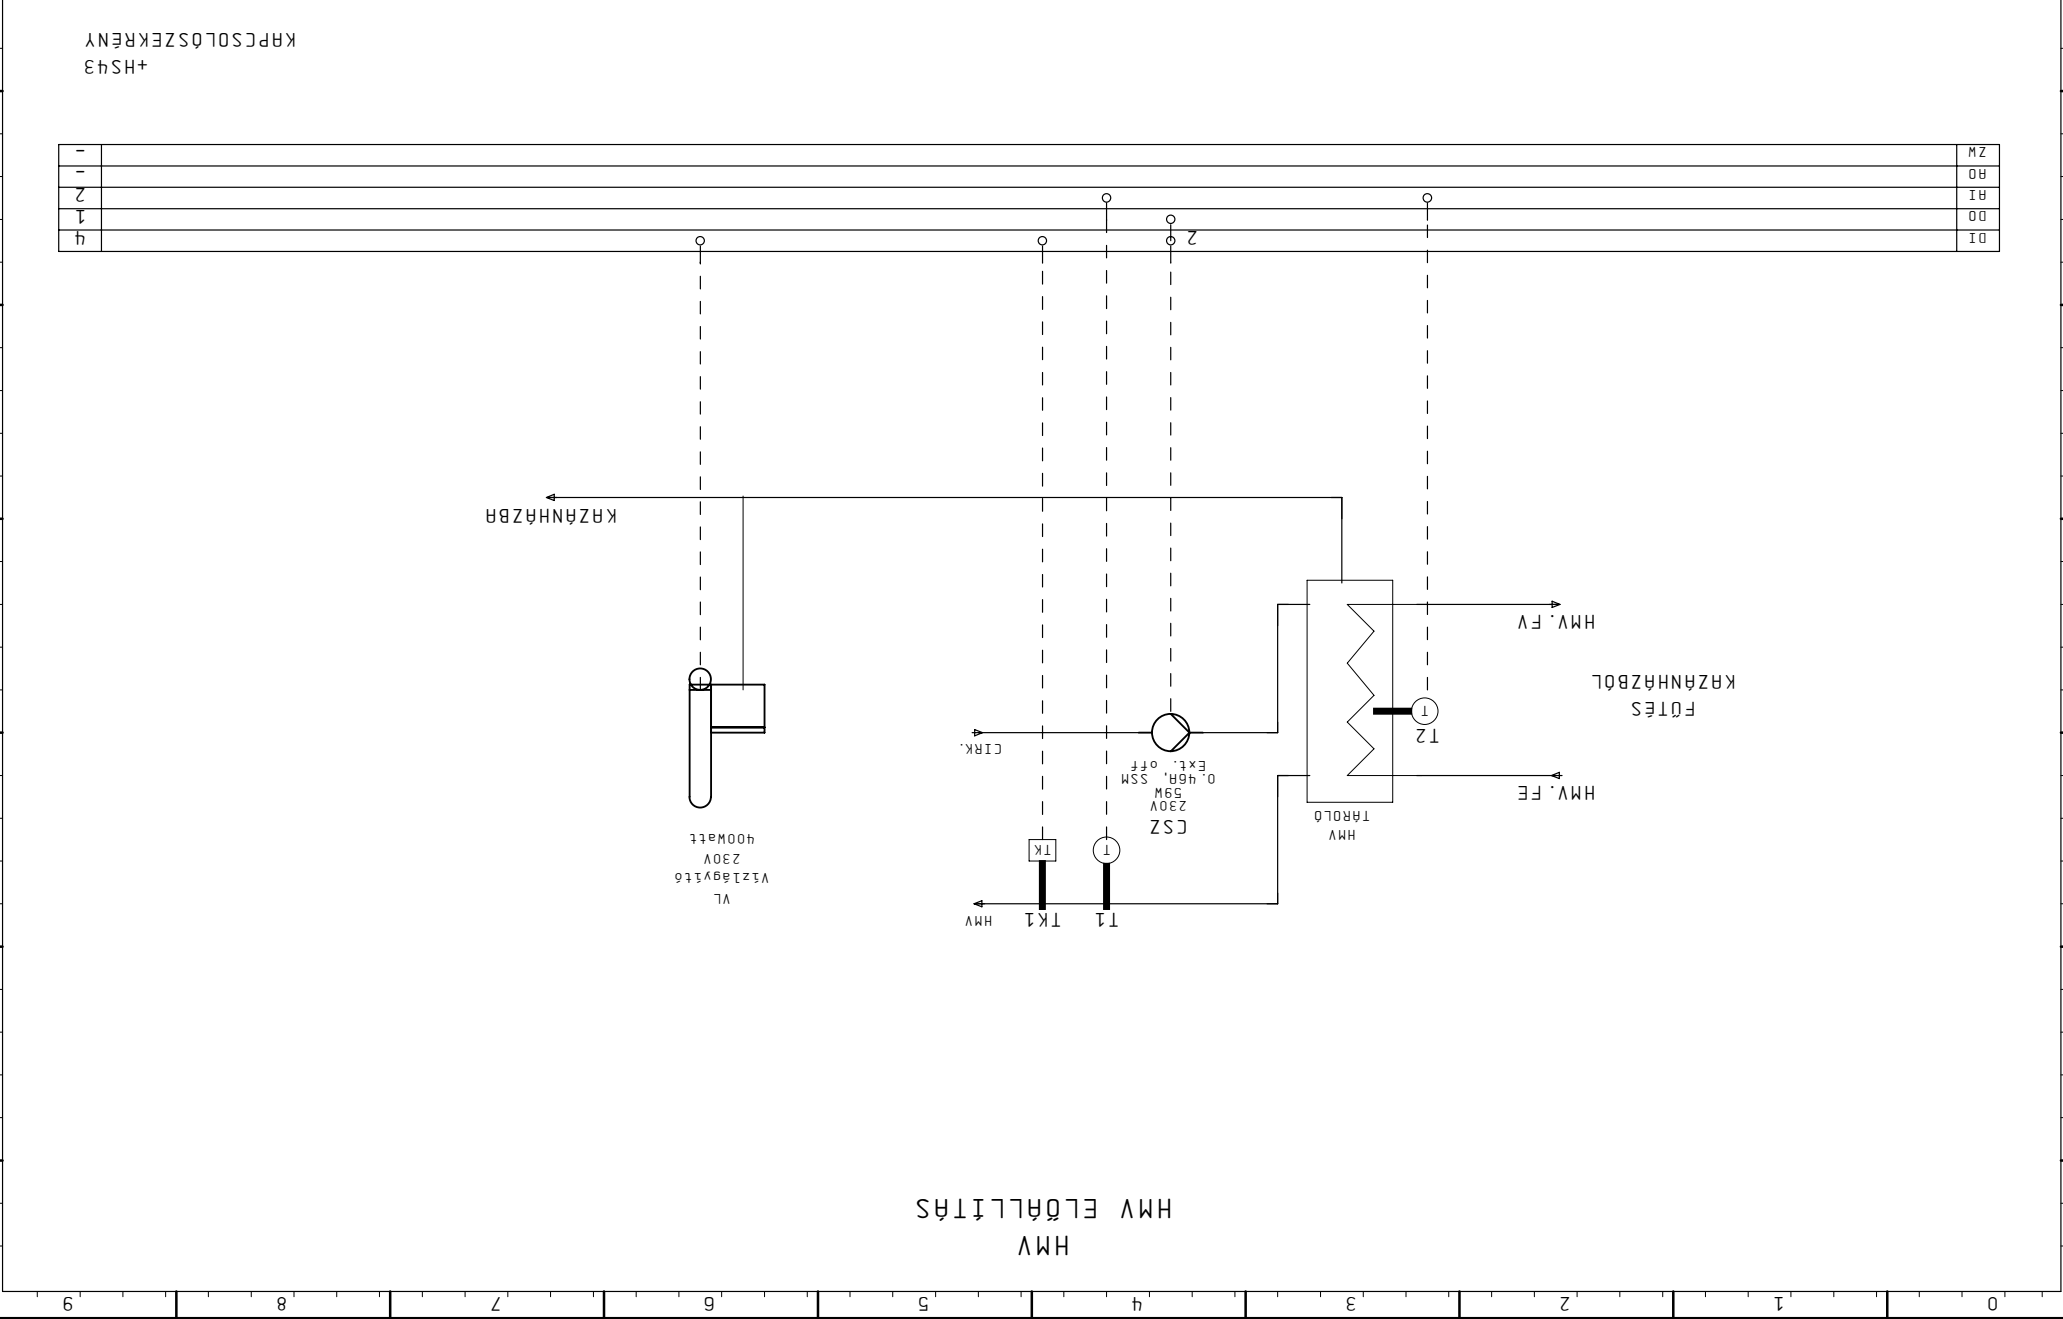 0 1 2 3 4 5 6 7 8 9
HMV
HMV ELŐÁLLÍTÁS
HMV T1 TK1
VL
Vízlágyító
230V
400Watt
HMV
TÁROLÓ
CSZ
230V
59W
0.46A, SSM
Ext. off
T
TK
HMV.FE
CIRK.
T2
T
FŰTÉS
KAZÁNHÁZBÓL
HMV.FV
KAZÁNHÁZBA
DI 2 4
DO 1
AI 2
AO -
ZW -
+HS43
KAPCSOLÓSZEKRÉNY